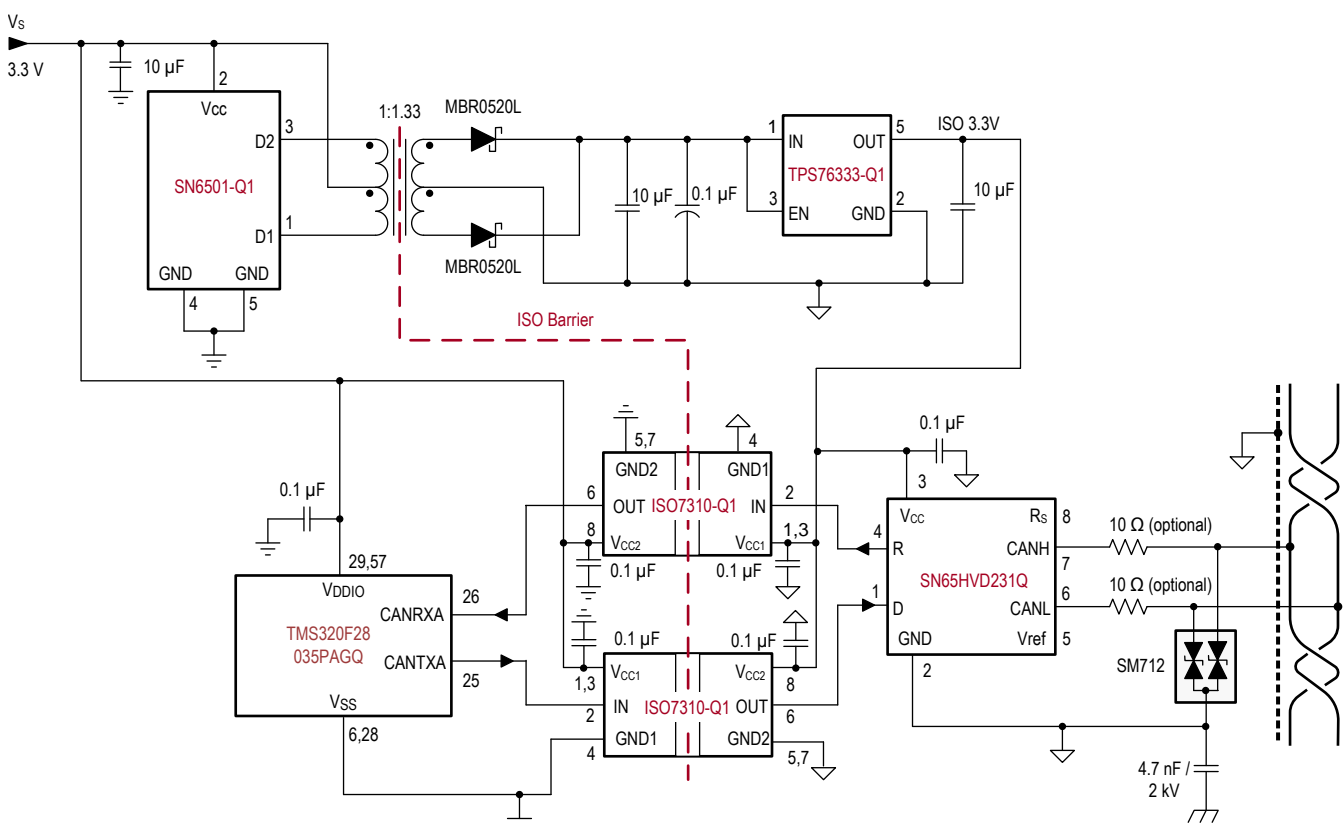 VS
3.3 V
10 µF
2
Vcc
D2
3
SN6501-Q1
D1
1
GND
GND
4
5
1:1.33
MBR0520L
MBR0520L
10 µF
0.1 µF
1
IN
OUT
5
TPS76333-Q1
3
EN
GND
2
ISO 3.3V
10 µF
ISO Barrier
5,7
4
GND2
GND1
6
OUT
ISO7310-Q1
IN
2
8
VCC2
VCC1
1,3
0.1 µF
0.1 µF
0.1 µF
29,57
VDDIO
CANRXA
26
TMS320F28
035PAGQ
CANTXA
25
VSS
6,28
0.1 µF
0.1 µF
VCC1
VCC2
1,3
8
IN
ISO7310-Q1
OUT
2
6
GND1
GND2
4
5,7
0.1 µF
3
VCC
RS
8
4
R
CANH
7
SN65HVD231Q
1
D
CANL
6
GND
Vref
5
2
10 Ω (optional)
10 Ω (optional)
SM712
4.7 nF /
2 kV